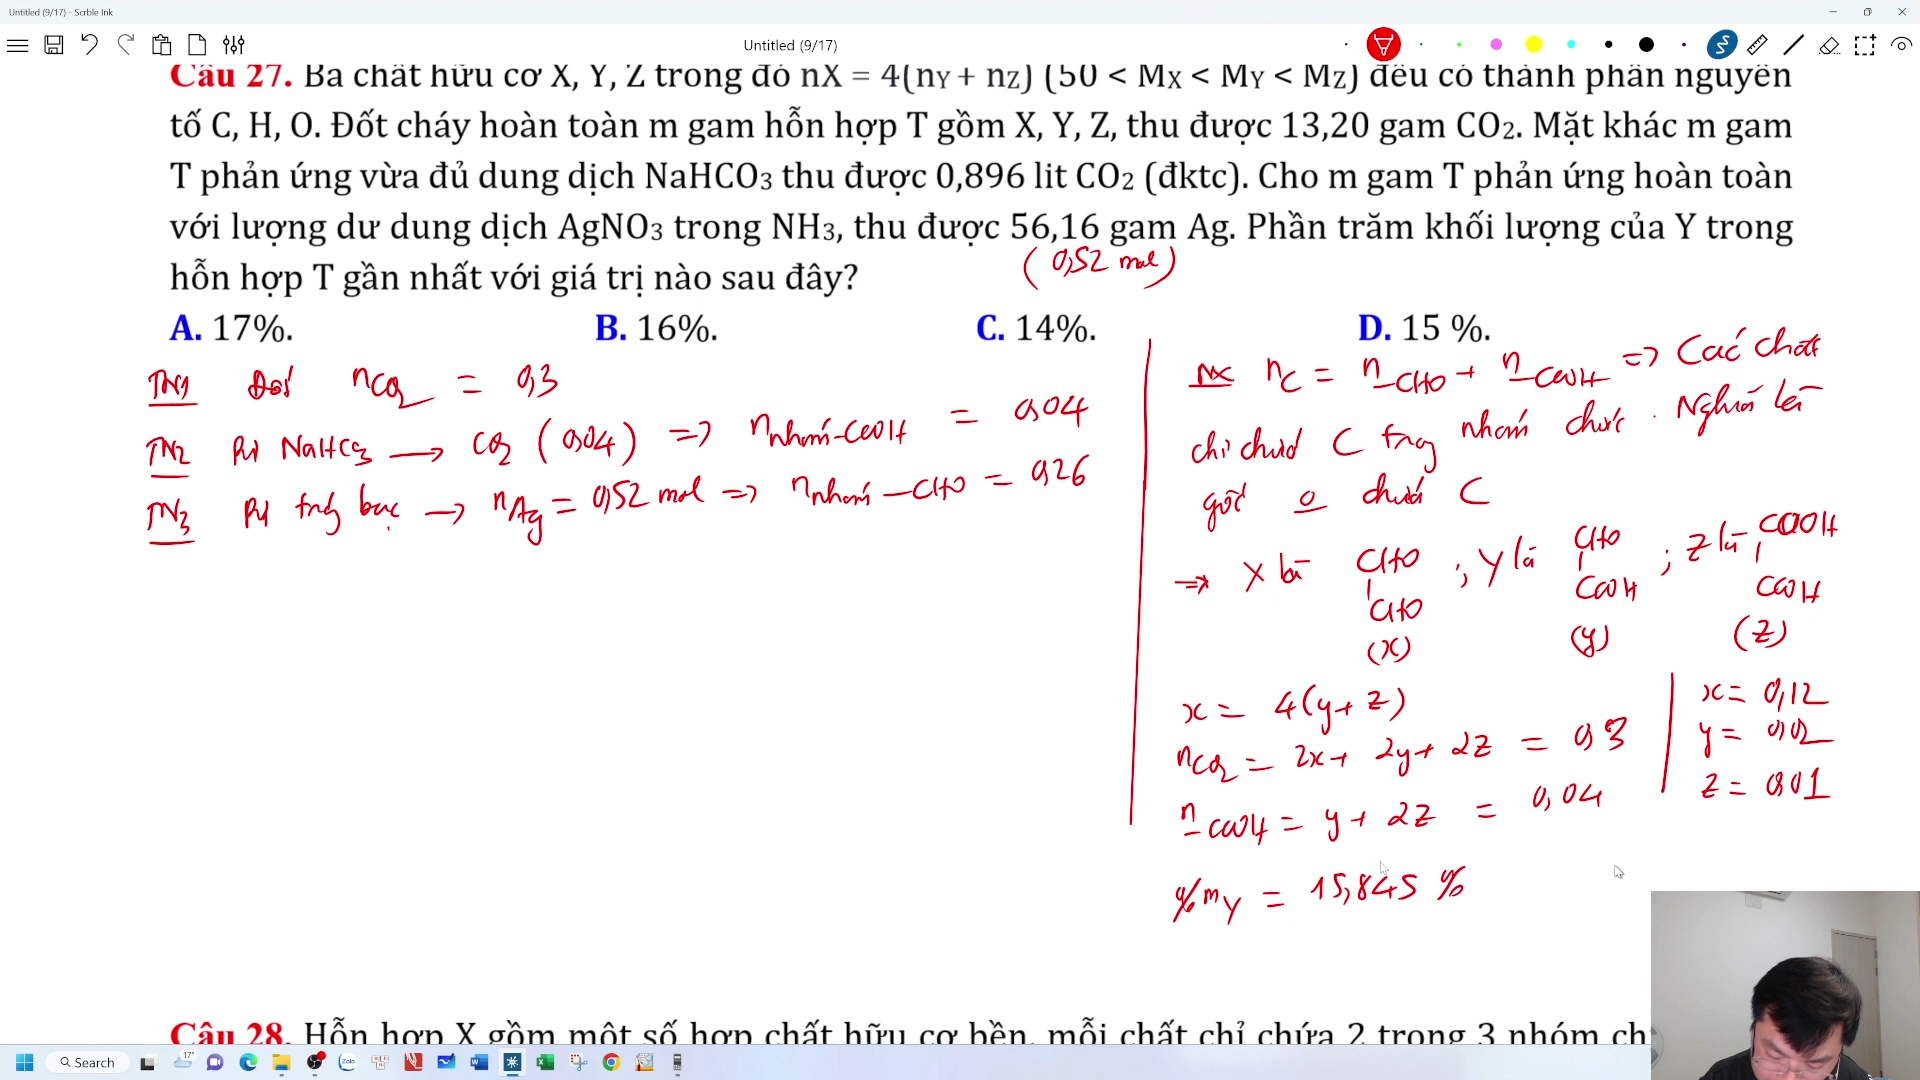 Untitled (9/17) - Scrble Ink
Untitled (9/17)
Câu 27. Ba chất hữu cơ X, Y, Z trong đó nX = 4(nY + nZ) (50 < MX < MY < MZ) đều có thành phần nguyên
tố C, H, O. Đốt cháy hoàn toàn m gam hỗn hợp T gồm X, Y, Z, thu được 13,20 gam CO2. Mặt khác m gam
T phản ứng vừa đủ dung dịch NaHCO3 thu được 0,896 lit CO2 (đktc). Cho m gam T phản ứng hoàn toàn
với lượng dư dung dịch AgNO3 trong NH3, thu được 56,16 gam Ag. Phần trăm khối lượng của Y trong
hỗn hợp T gần nhất với giá trị nào sau đây?
(0,52 mol)
A. 17%. B. 16%. C. 14%. D. 15 %.
TN1 Đốt nCO2 = 0,3
TN2 Pứ NaHCO3 → CO2 (0,04) => n nhóm -COOH = 0,04
TN3 Pứ tráng bạc → nAg = 0,52 mol => n nhóm -CHO = 0,26
NX nC = n-CHO + n-COOH => Các chất
chỉ chứa C trong nhóm chức. Nghĩa là
gốc o chứa C
=> X là CHO ; Y là CHO ; Z là COOH
CHO COOH COOH
(x) (y) (z)
x = 4(y+z)
nCO2 = 2x + 2y + 2z = 0,3
n-COOH = y + 2z = 0,04
x = 0,12
y = 0,02
z = 0,01
%mY = 15,845 %
Câu 28. Hỗn hợp X gồm một số hợp chất hữu cơ bền, mỗi chất chỉ chứa 2 trong 3 nhóm
17°
Search